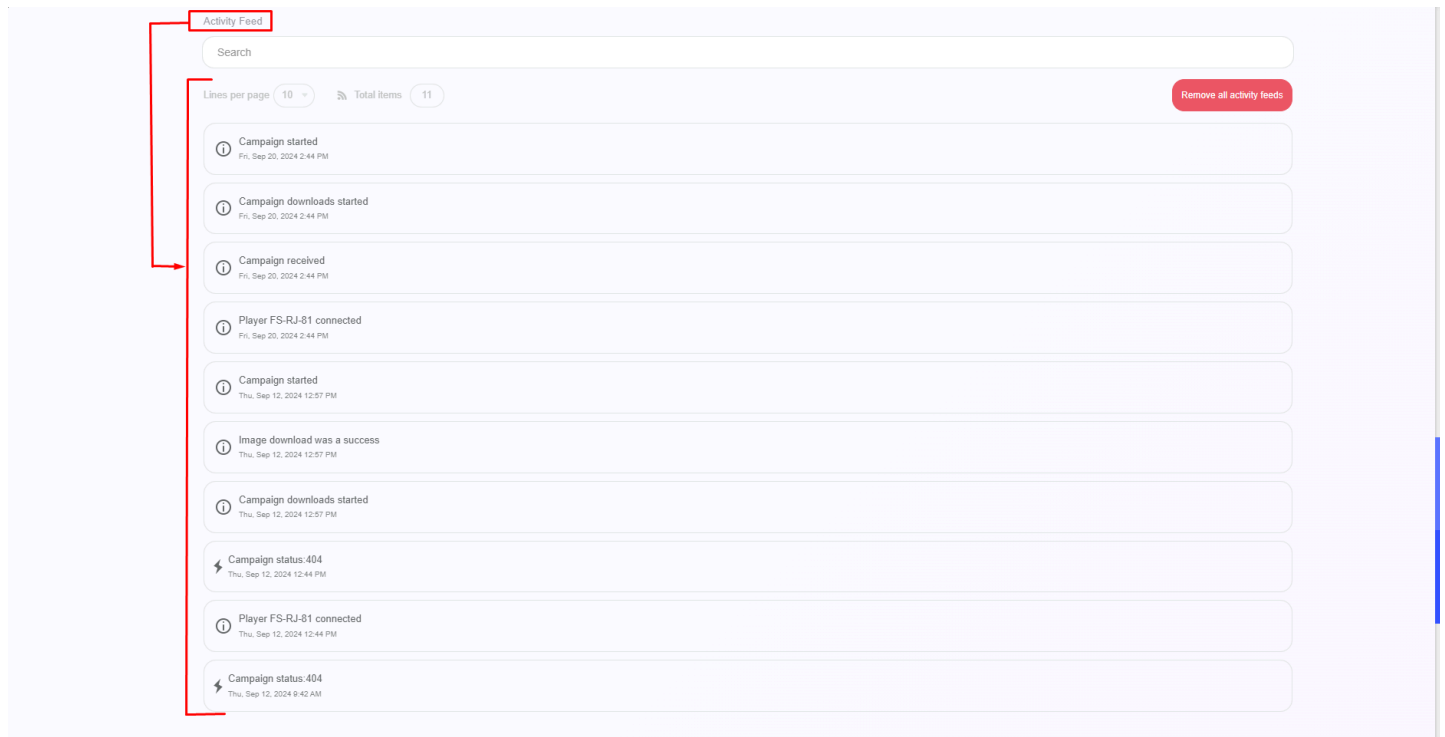 Activity Feed
Search
Lines per page 10 Total items 11 Remove all activity feeds
Campaign started
Fri, Sep 20, 2024 2:44 PM
Campaign downloads started
Fri, Sep 20, 2024 2:44 PM
Campaign received
Fri, Sep 20, 2024 2:44 PM
Player FS-RJ-81 connected
Fri, Sep 20, 2024 2:44 PM
Campaign started
Thu, Sep 12, 2024 12:57 PM
Image download was a success
Thu, Sep 12, 2024 12:57 PM
Campaign downloads started
Thu, Sep 12, 2024 12:57 PM
Campaign status:404
Thu, Sep 12, 2024 12:44 PM
Player FS-RJ-81 connected
Thu, Sep 12, 2024 12:44 PM
Campaign status:404
Thu, Sep 12, 2024 9:42 AM